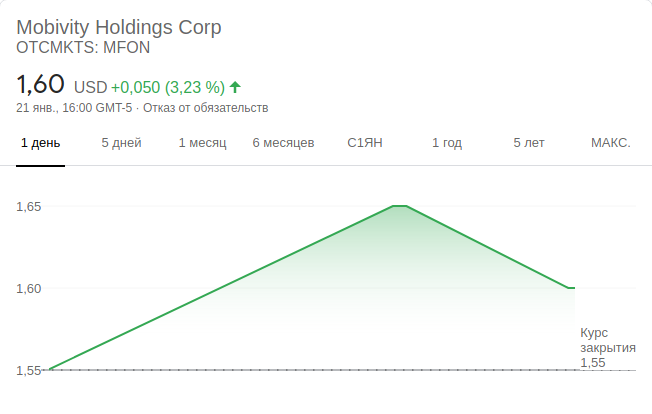 Mobivity Holdings Corp
OTCMKTS: MFON
1,60 USD +0,050 (3,23 %)
21 янв., 16:00 GMT-5 · Отказ от обязательств
1 день 5 дней 1 месяц 6 месяцев С1ЯН 1 год 5 лет МАКС.
1,65
1,60
Курс
закрытия
1,55
1,55